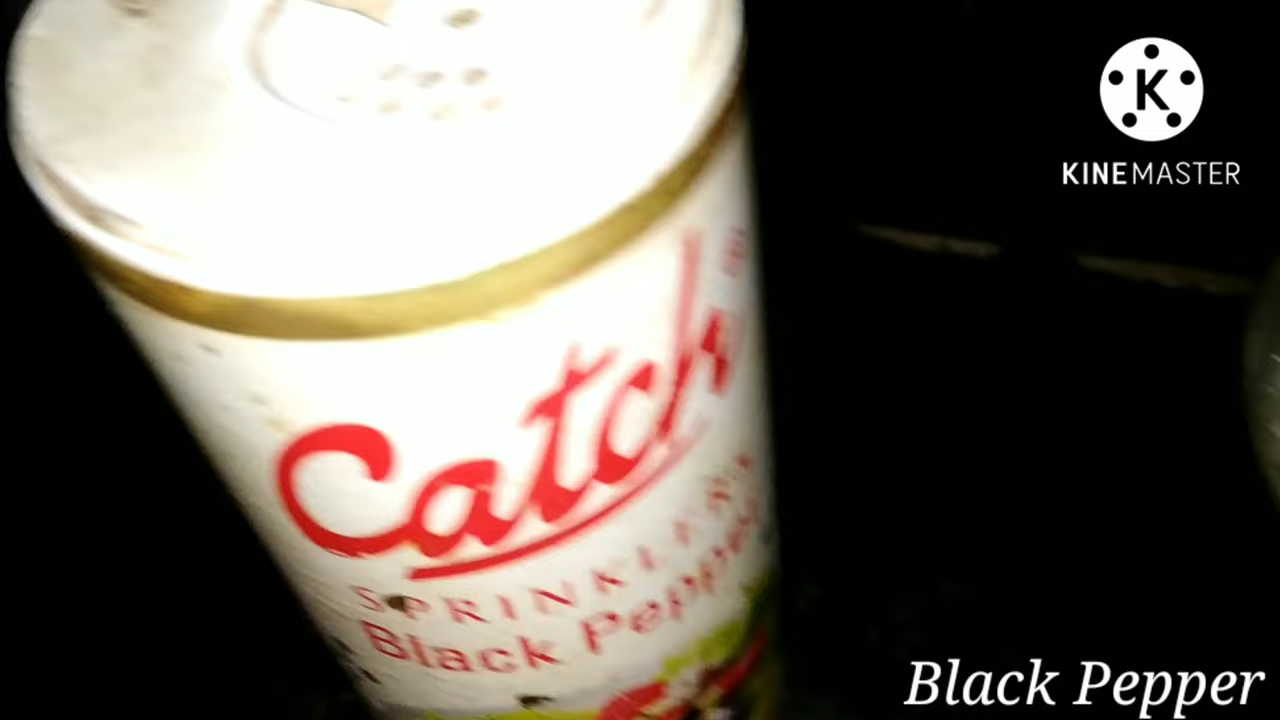 K
KINEMASTER
Catch
SPRINKLERS
Black Pepper
Black Pepper